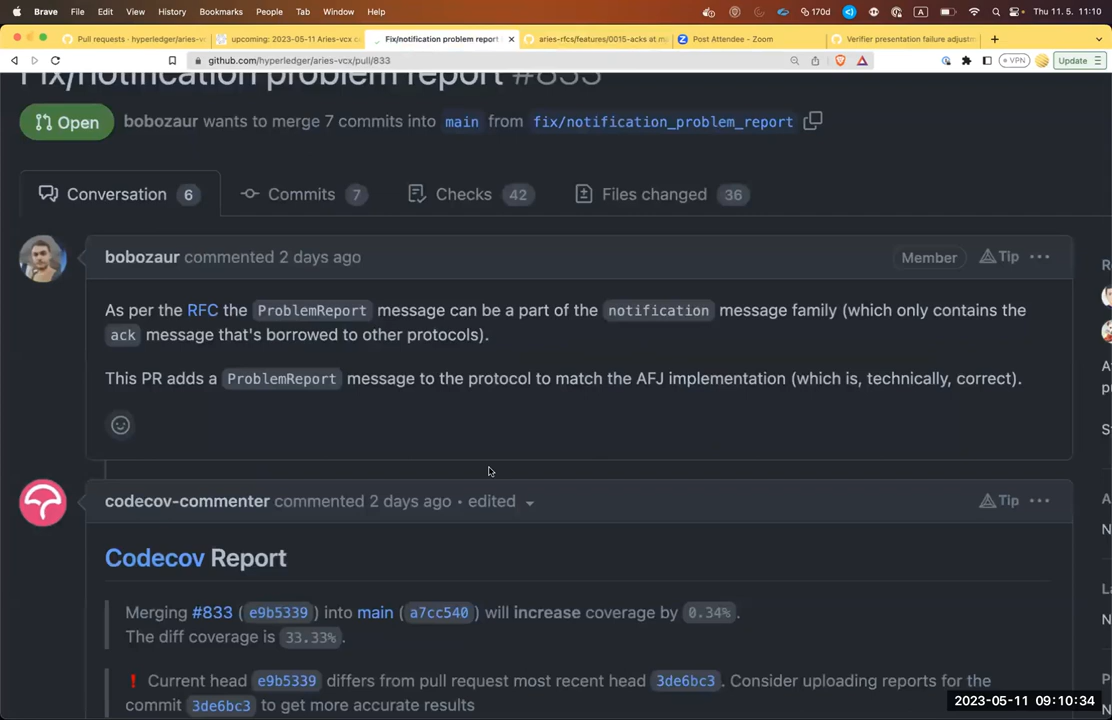 Brave File Edit View History Bookmarks People Tab Window Help 170d A Thu 11. 5. 11:10
Pull requests · hyperledger/aries-vc upcoming: 2023-05-11 Aries-vcx ca Fix/notification problem report aries-rfcs/features/0015-acks at m Post Attendee - Zoom Verifier presentation failure adjustm
github.com/hyperledger/aries-vcx/pull/833 VPN Update
Fix/notification problem report #833
Open bobozaur wants to merge 7 commits into main from fix/notification_problem_report
Conversation 6 Commits 7 Checks 42 Files changed 36
bobozaur commented 2 days ago Member Tip ···
As per the RFC the ProblemReport message can be a part of the notification message family (which only contains the
ack message that's borrowed to other protocols).
This PR adds a ProblemReport message to the protocol to match the AFJ implementation (which is, technically, correct).
codecov-commenter commented 2 days ago • edited Tip ···
Codecov Report
Merging #833 (e9b5339) into main (a7cc540) will increase coverage by 0.34%.
The diff coverage is 33.33%.
❗ Current head e9b5339 differs from pull request most recent head 3de6bc3. Consider uploading reports for the
commit 3de6bc3 to get more accurate results
2023-05-11 09:10:34